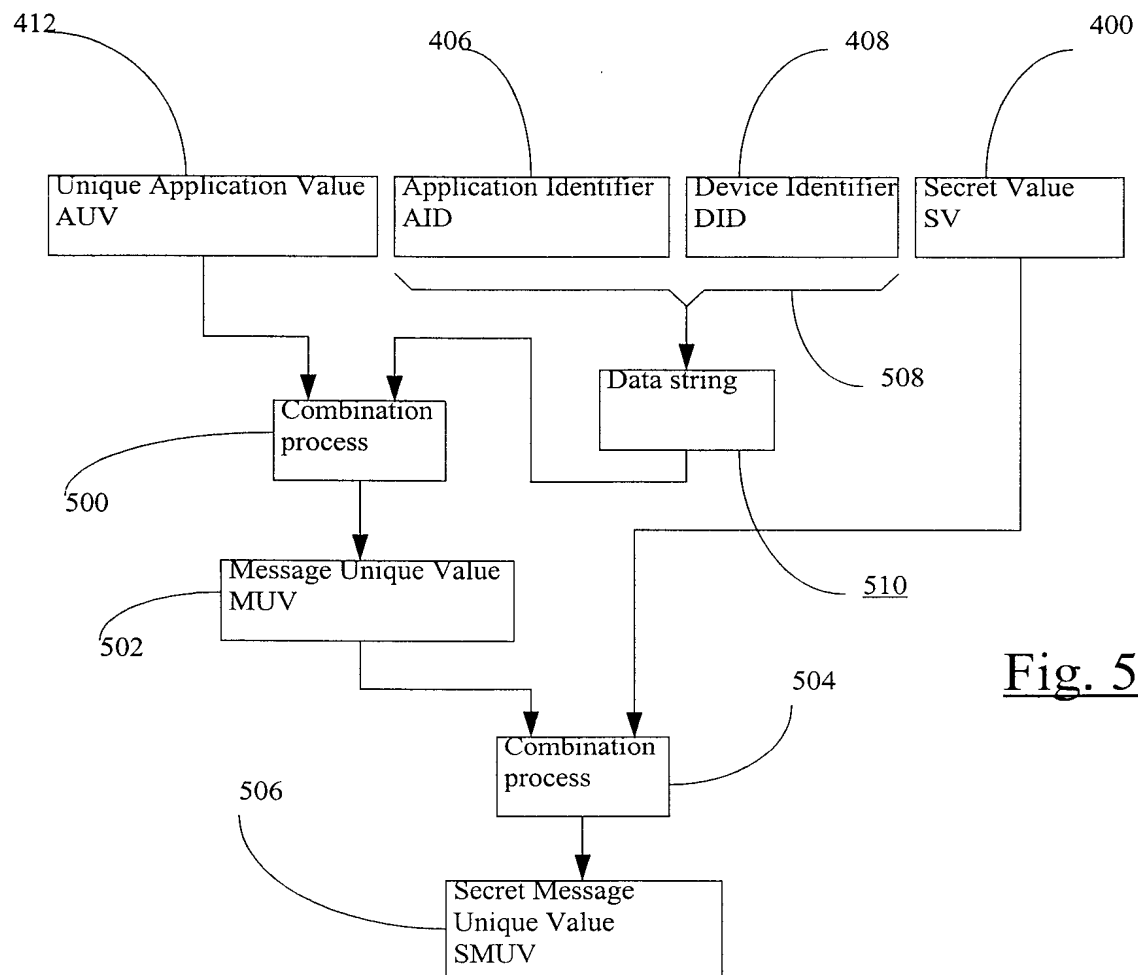 412
406
408
400
Unique Application Value
AUV
Application Identifier
AID
Device Identifier
DID
Secret Value
SV
508
Data string
Combination
process
500
510
Message Unique Value
MUV
502
504
Fig. 5
Combination
process
506
Secret Message
Unique Value
SMUV